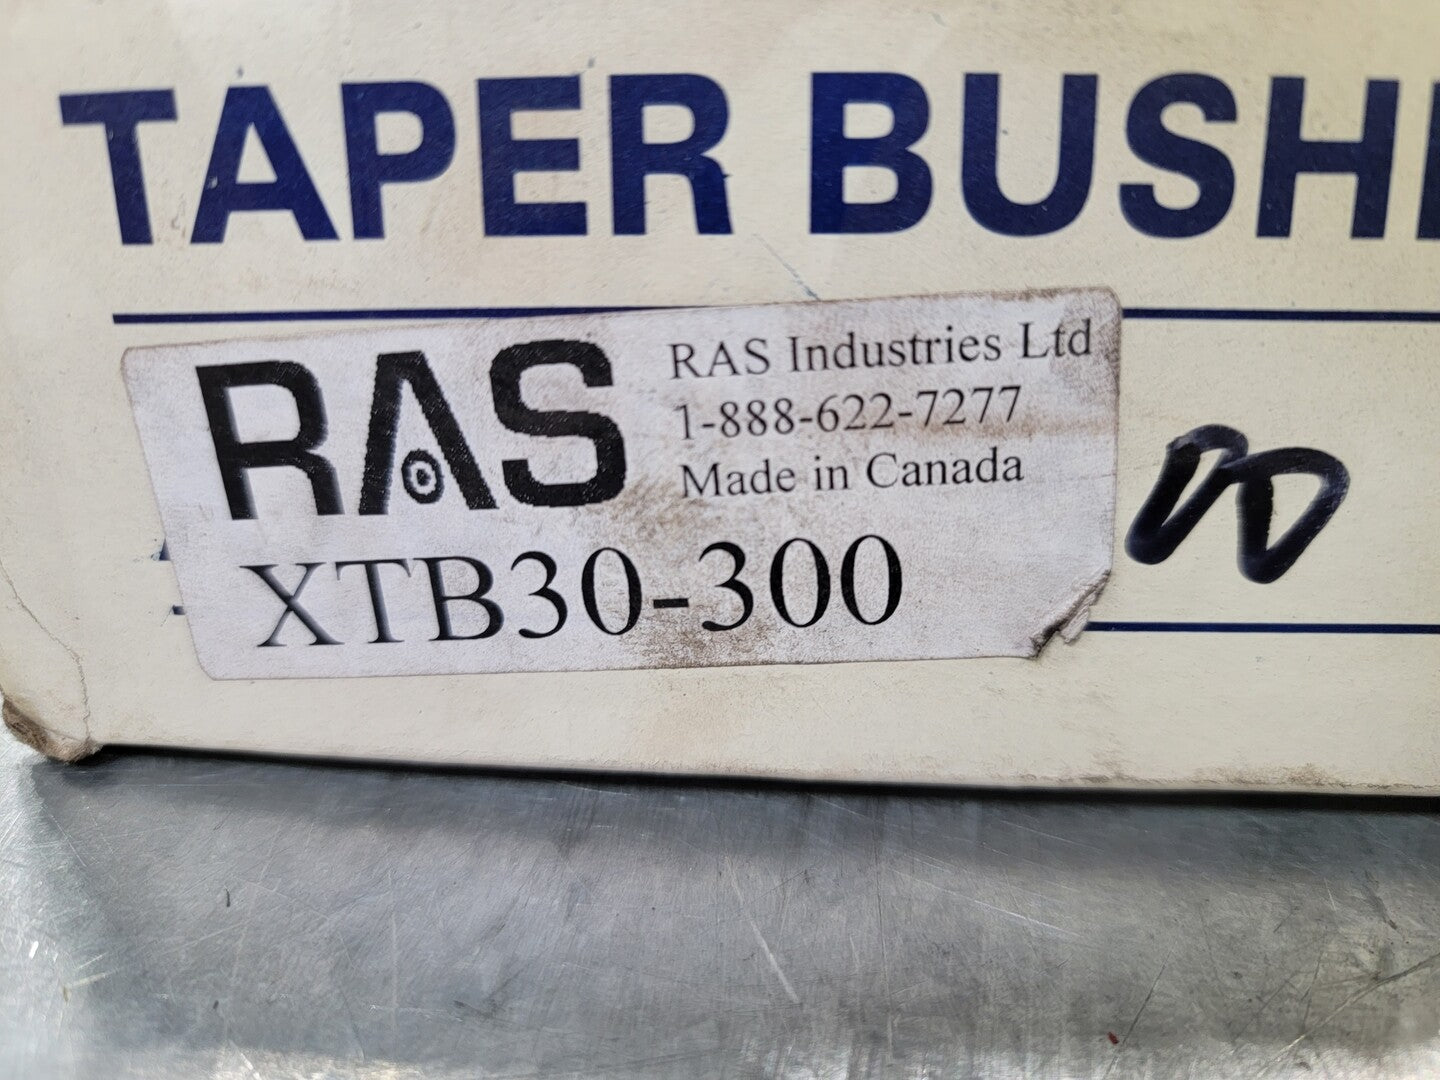 TAPER BUSHI
RAS
RAS Industries Ltd
1-888-622-7277
Made in Canada
XTB30-300